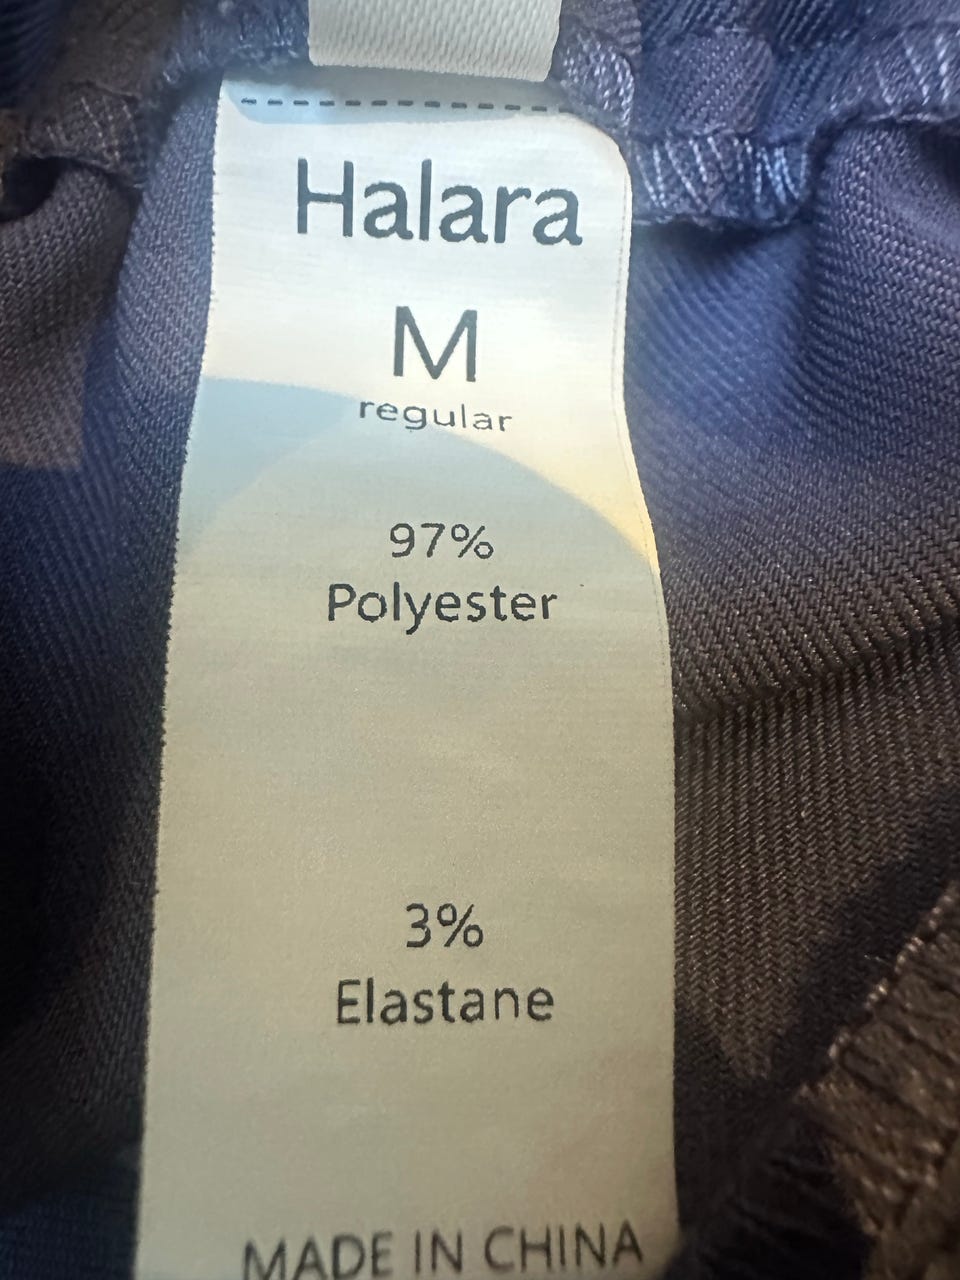 Halara
M
regular
97%
Polyester
3%
Elastane
MADE IN CHINA